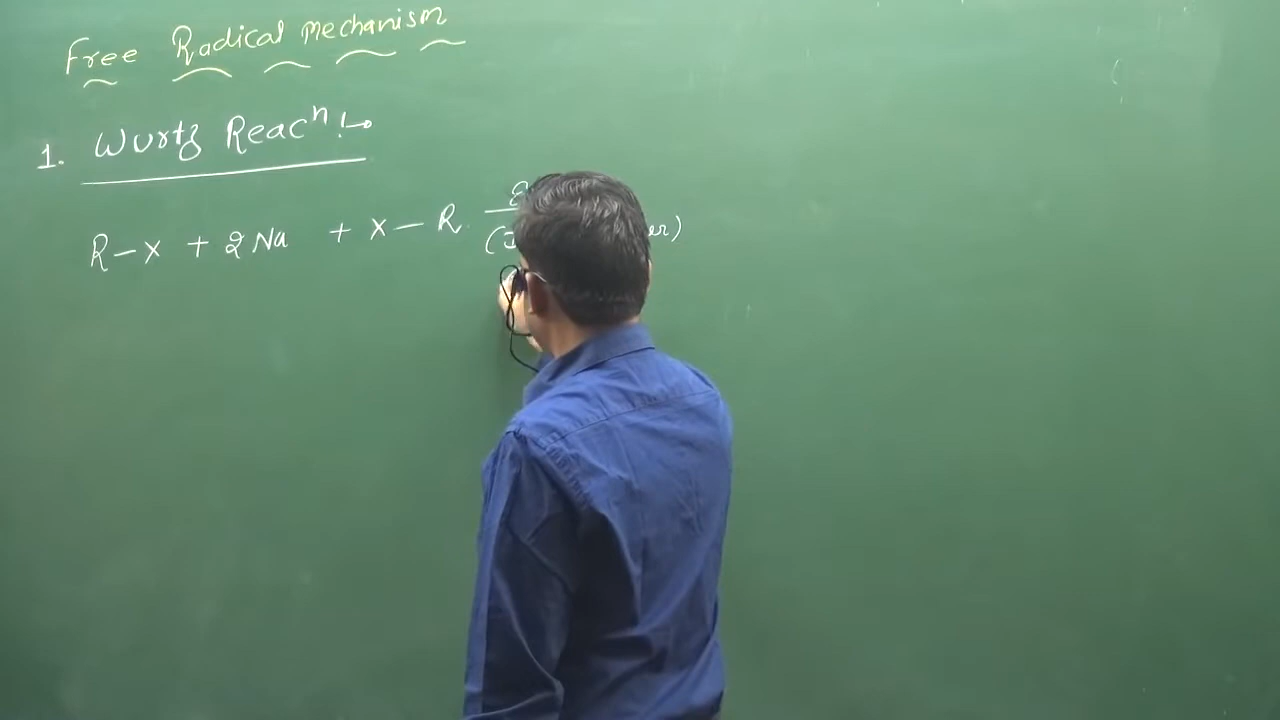 Free Radical Mechanism
1. Wurtz Reacⁿ :↦
R-X + 2Na + X-R